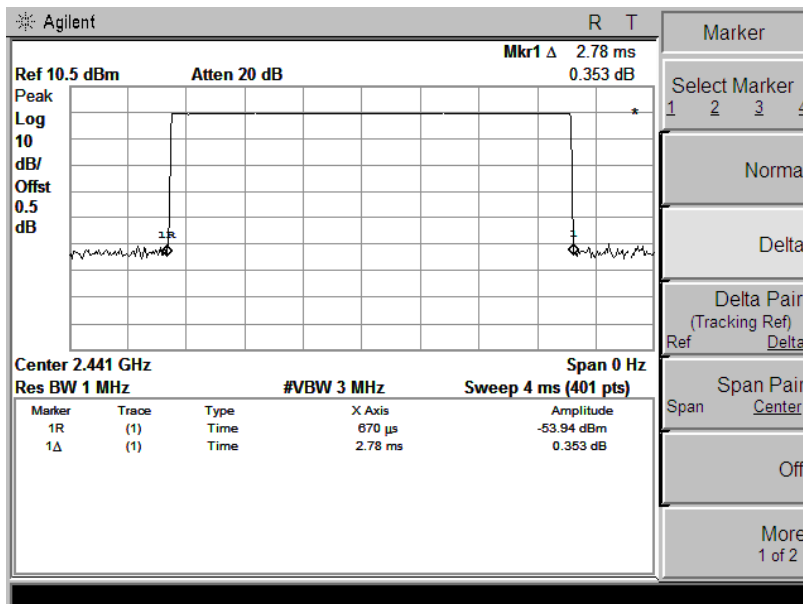 Agilent R T
Mkr1 Δ 2.78 ms
Ref 10.5 dBm Atten 20 dB 0.353 dB
Peak
Log
10
dB/
Offst
0.5
dB
*
1R
1
Center 2.441 GHz Span 0 Hz
Res BW 1 MHz #VBW 3 MHz Sweep 4 ms (401 pts)
Marker Trace Type X Axis Amplitude
1R (1) Time 670 µs -53.94 dBm
1Δ (1) Time 2.78 ms 0.353 dB
Marker
Select Marker
1 2 3 4
Norma
Delta
Delta Pair
(Tracking Ref)
Ref Delta
Span Pair
Span Center
Off
More
1 of 2